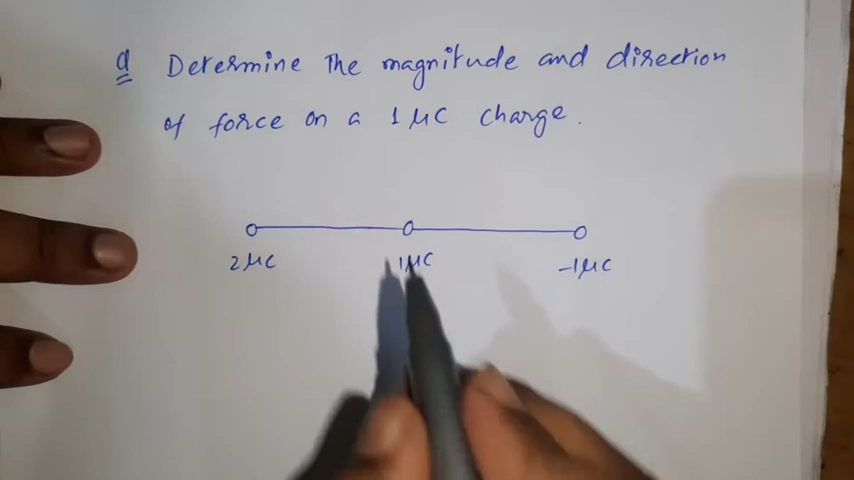 Q Determine the magnitude and direction
of force on a 1 μC charge.
2μC 1μC -1μC